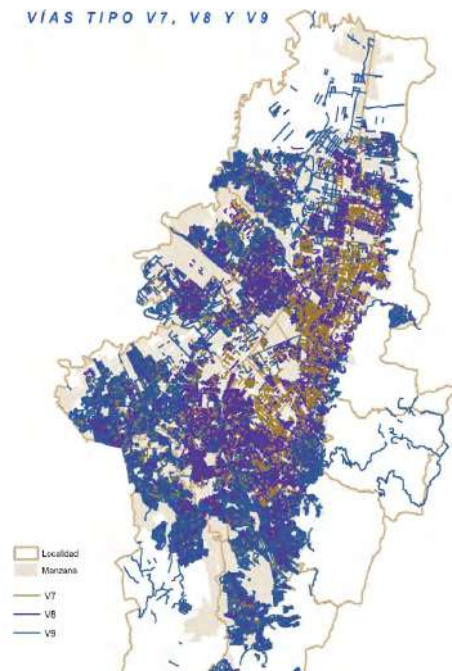 VÍAS TIPO V7, V8 Y V9
Localidad
Manzana
V7
V8
V9